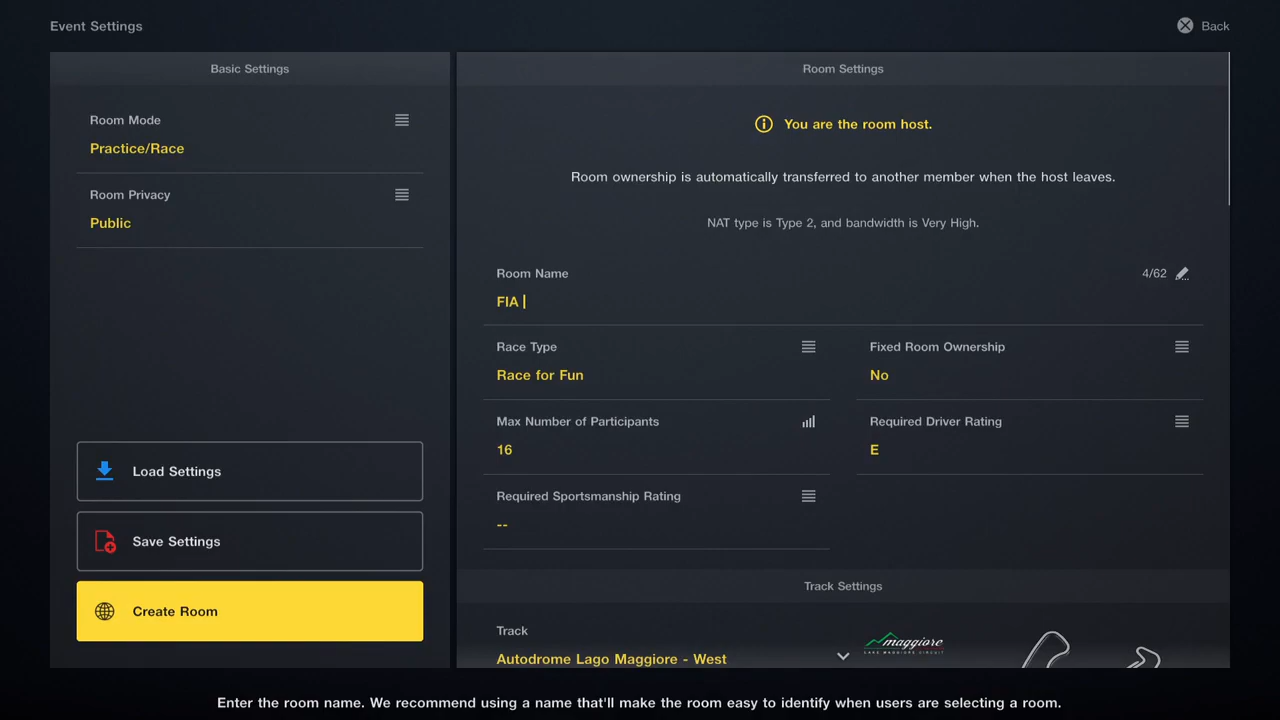 Event Settings
Back
Basic Settings
Room Mode
Practice/Race
Room Privacy
Public
Load Settings
Save Settings
Create Room
Room Settings
You are the room host.
Room ownership is automatically transferred to another member when the host leaves.
NAT type is Type 2, and bandwidth is Very High.
Room Name
4/62
FIA
Race Type
Race for Fun
Fixed Room Ownership
No
Max Number of Participants
16
Required Driver Rating
E
Required Sportsmanship Rating
--
Track Settings
Track
Autodrome Lago Maggiore - West
maggiore
LAKE MAGGIORE CIRCUIT
Enter the room name. We recommend using a name that'll make the room easy to identify when users are selecting a room.